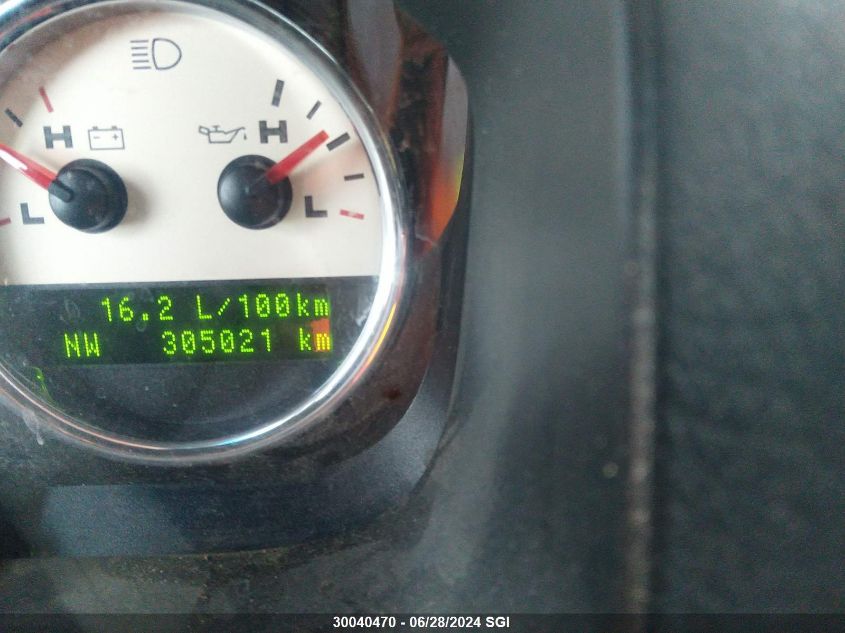 H H
L L
16.2 L/100km
NW 305021 km
30040470 - 06/28/2024 SGI